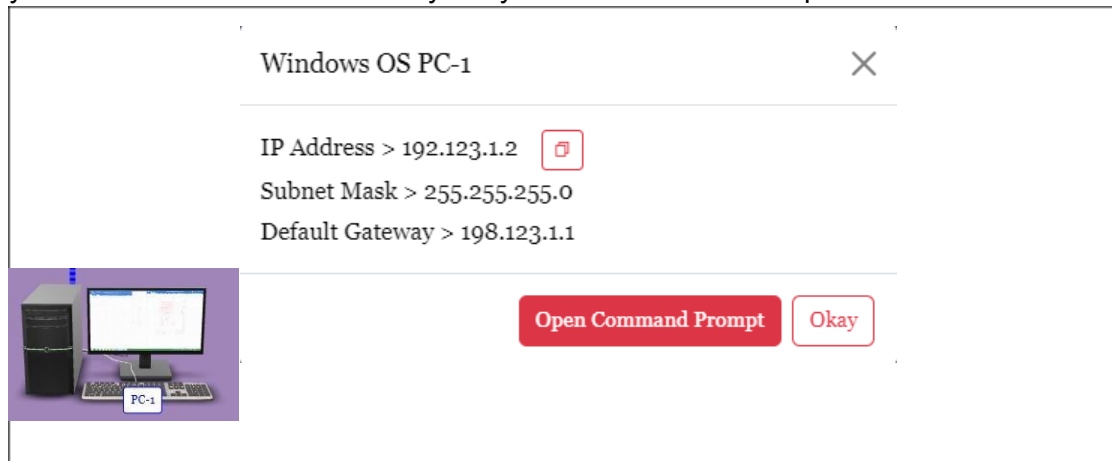 Windows OS PC-1
IP Address > 192.123.1.2
Subnet Mask > 255.255.255.0
Default Gateway > 198.123.1.1
Open Command Prompt
Okay
PC-1